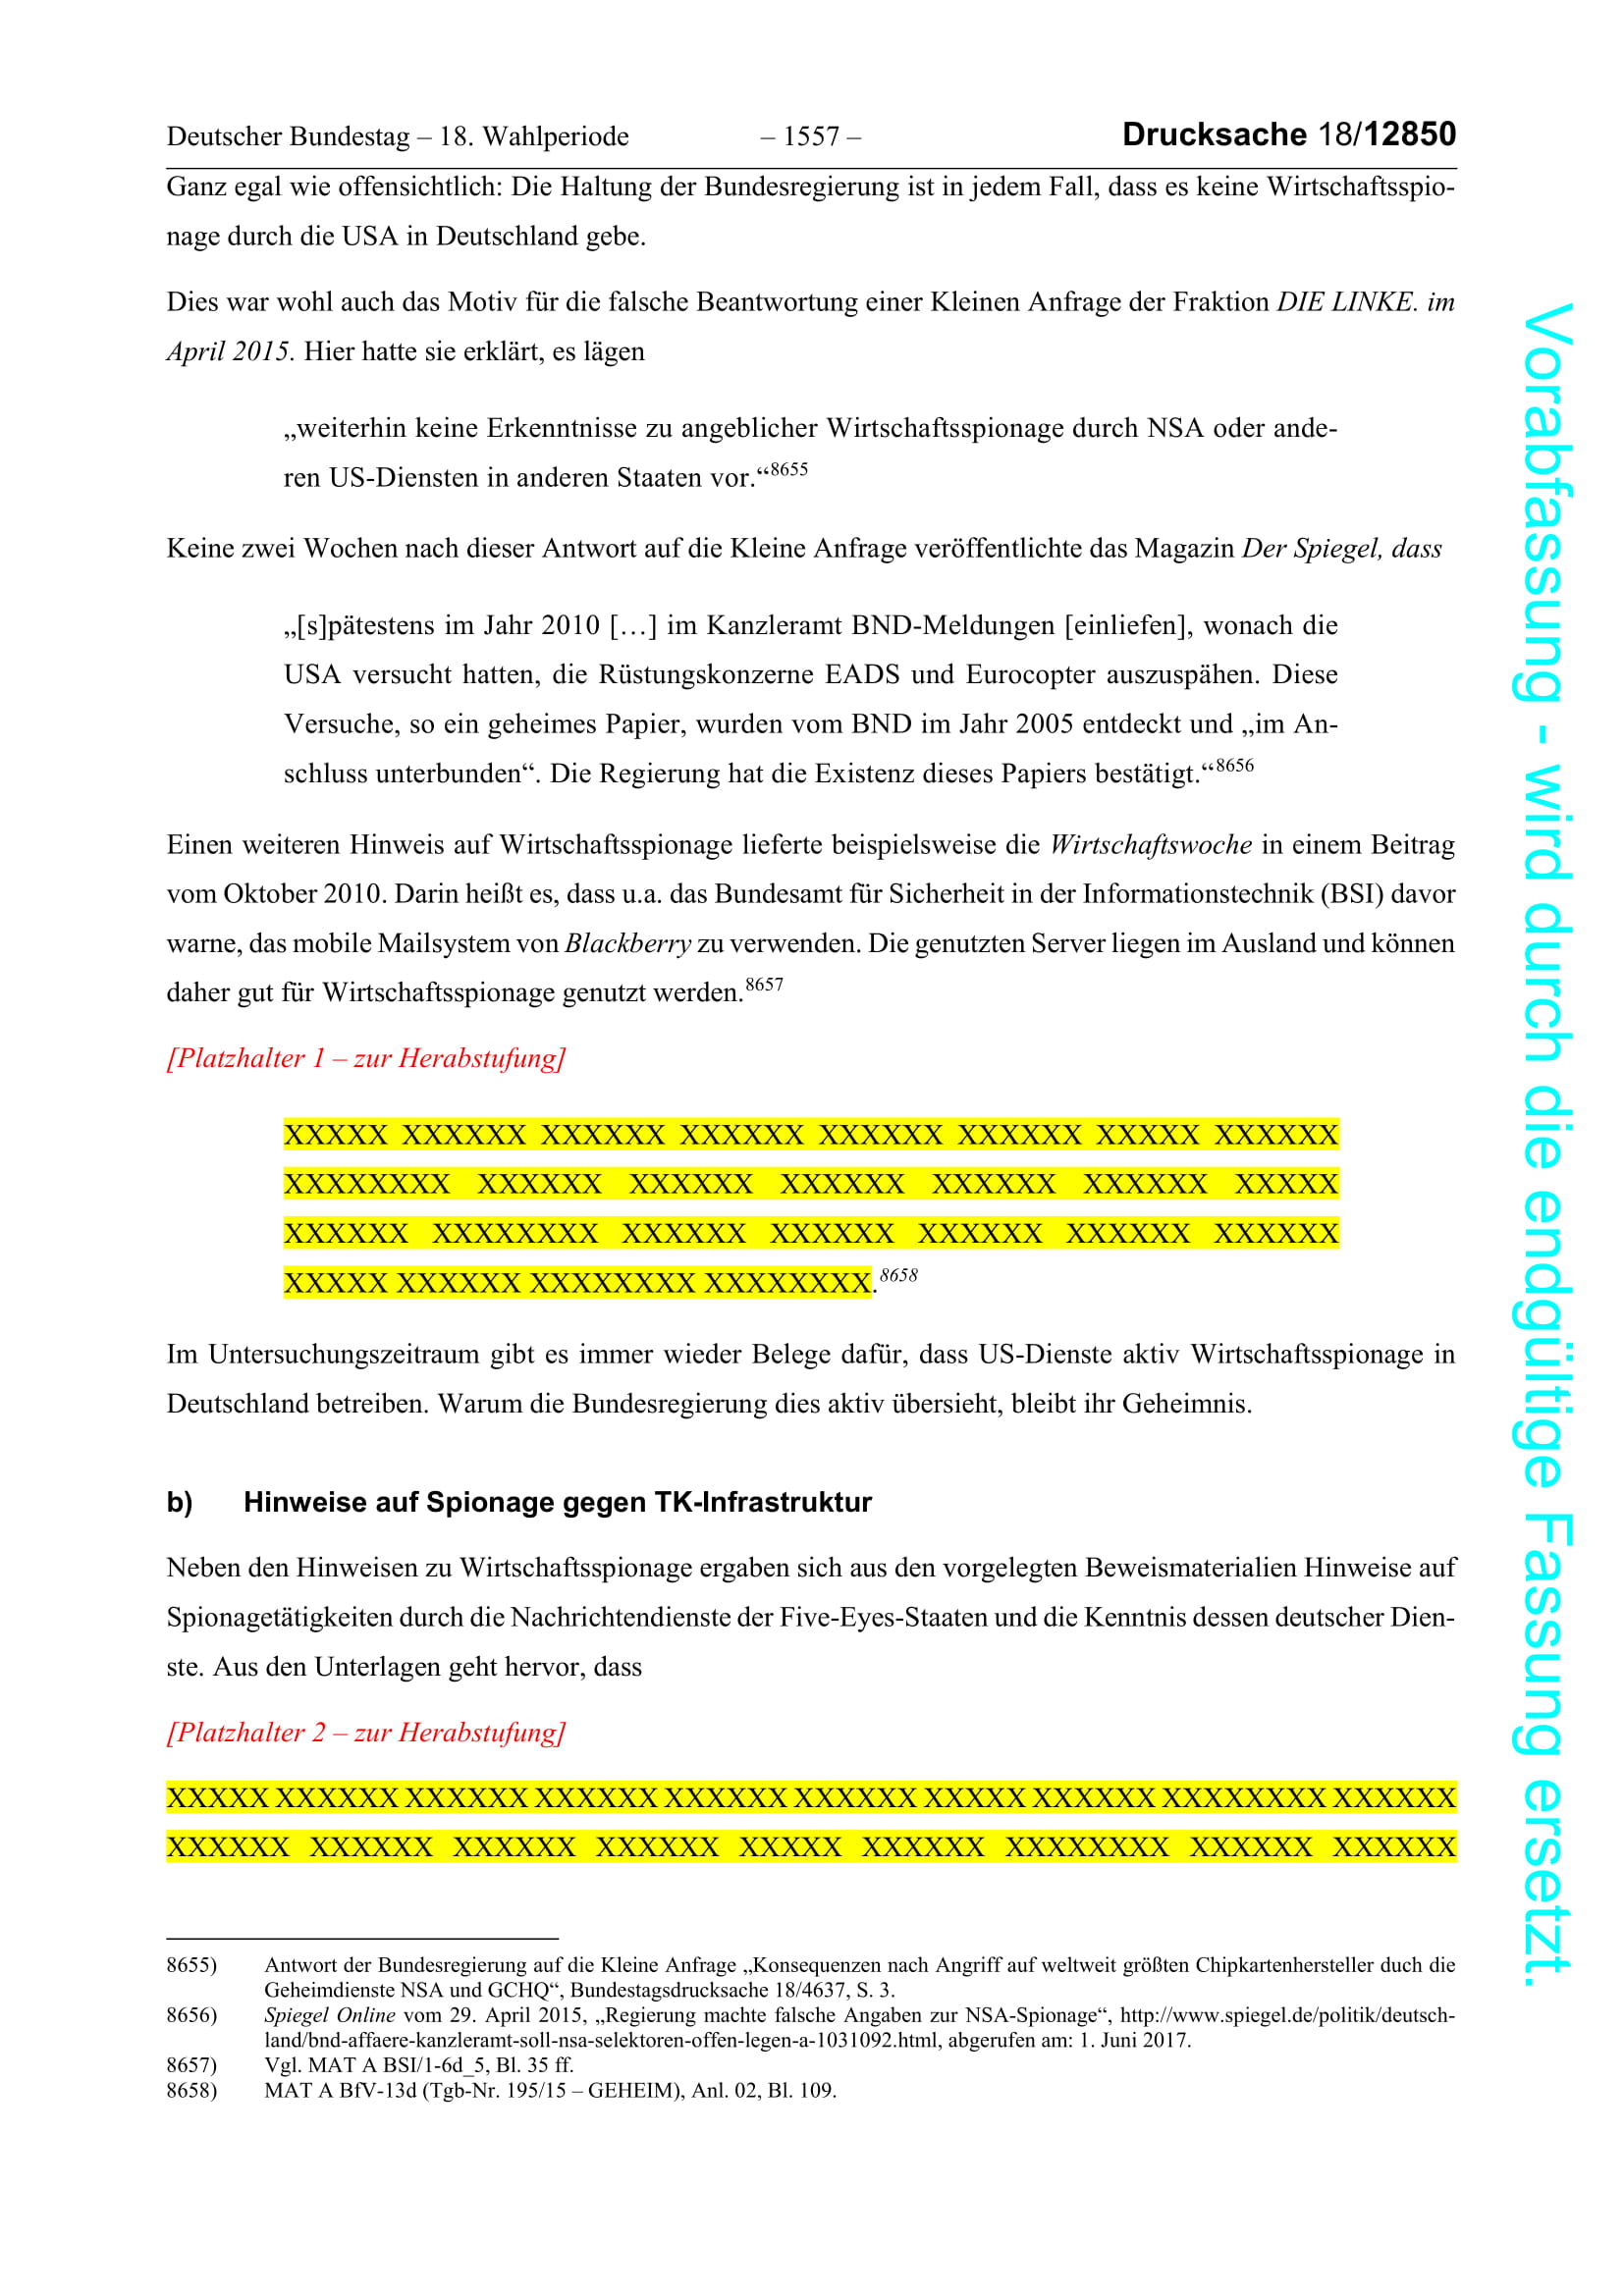 Deutscher Bundestag – 18. Wahlperiode – 1557 – Drucksache 18/12850
Ganz egal wie offensichtlich: Die Haltung der Bundesregierung ist in jedem Fall, dass es keine Wirtschaftsspio-
nage durch die USA in Deutschland gebe.
Dies war wohl auch das Motiv für die falsche Beantwortung einer Kleinen Anfrage der Fraktion DIE LINKE. im
April 2015. Hier hatte sie erklärt, es lägen
„weiterhin keine Erkenntnisse zu angeblicher Wirtschaftsspionage durch NSA oder ande-
ren US-Diensten in anderen Staaten vor.“8655
Keine zwei Wochen nach dieser Antwort auf die Kleine Anfrage veröffentlichte das Magazin Der Spiegel, dass
„[s]pätestens im Jahr 2010 […] im Kanzleramt BND-Meldungen [einliefen], wonach die
USA versucht hatten, die Rüstungskonzerne EADS und Eurocopter auszuspähen. Diese
Versuche, so ein geheimes Papier, wurden vom BND im Jahr 2005 entdeckt und „im An-
schluss unterbunden“. Die Regierung hat die Existenz dieses Papiers bestätigt.“8656
Einen weiteren Hinweis auf Wirtschaftsspionage lieferte beispielsweise die Wirtschaftswoche in einem Beitrag
vom Oktober 2010. Darin heißt es, dass u.a. das Bundesamt für Sicherheit in der Informationstechnik (BSI) davor
warne, das mobile Mailsystem von Blackberry zu verwenden. Die genutzten Server liegen im Ausland und können
daher gut für Wirtschaftsspionage genutzt werden.8657
[Platzhalter 1 – zur Herabstufung]
XXXXX XXXXXX XXXXXX XXXXXX XXXXXX XXXXXX XXXXX XXXXXX
XXXXXXXX XXXXXX XXXXXX XXXXXX XXXXXX XXXXXX XXXXX
XXXXXX XXXXXXXX XXXXXX XXXXXX XXXXXX XXXXXX XXXXXX
XXXXX XXXXXX XXXXXXXX XXXXXXXX.8658
Im Untersuchungszeitraum gibt es immer wieder Belege dafür, dass US-Dienste aktiv Wirtschaftsspionage in
Deutschland betreiben. Warum die Bundesregierung dies aktiv übersieht, bleibt ihr Geheimnis.
b) Hinweise auf Spionage gegen TK-Infrastruktur
Neben den Hinweisen zu Wirtschaftsspionage ergaben sich aus den vorgelegten Beweismaterialien Hinweise auf
Spionagetätigkeiten durch die Nachrichtendienste der Five-Eyes-Staaten und die Kenntnis dessen deutscher Dien-
ste. Aus den Unterlagen geht hervor, dass
[Platzhalter 2 – zur Herabstufung]
XXXXX XXXXXX XXXXXX XXXXXX XXXXXX XXXXXX XXXXX XXXXXX XXXXXXXX XXXXXX
XXXXXX XXXXXX XXXXXX XXXXXX XXXXX XXXXXX XXXXXXXX XXXXXX XXXXXX
8655) Antwort der Bundesregierung auf die Kleine Anfrage „Konsequenzen nach Angriff auf weltweit größten Chipkartenhersteller duch die
Geheimdienste NSA und GCHQ“, Bundestagsdrucksache 18/4637, S. 3.
8656) Spiegel Online vom 29. April 2015, „Regierung machte falsche Angaben zur NSA-Spionage“, http://www.spiegel.de/politik/deutsch-
land/bnd-affaere-kanzleramt-soll-nsa-selektoren-offen-legen-a-1031092.html, abgerufen am: 1. Juni 2017.
8657) Vgl. MAT A BSI/1-6d_5, Bl. 35 ff.
8658) MAT A BfV-13d (Tgb-Nr. 195/15 – GEHEIM), Anl. 02, Bl. 109.
Vorabfassung - wird durch die endgültige Fassung ersetzt.